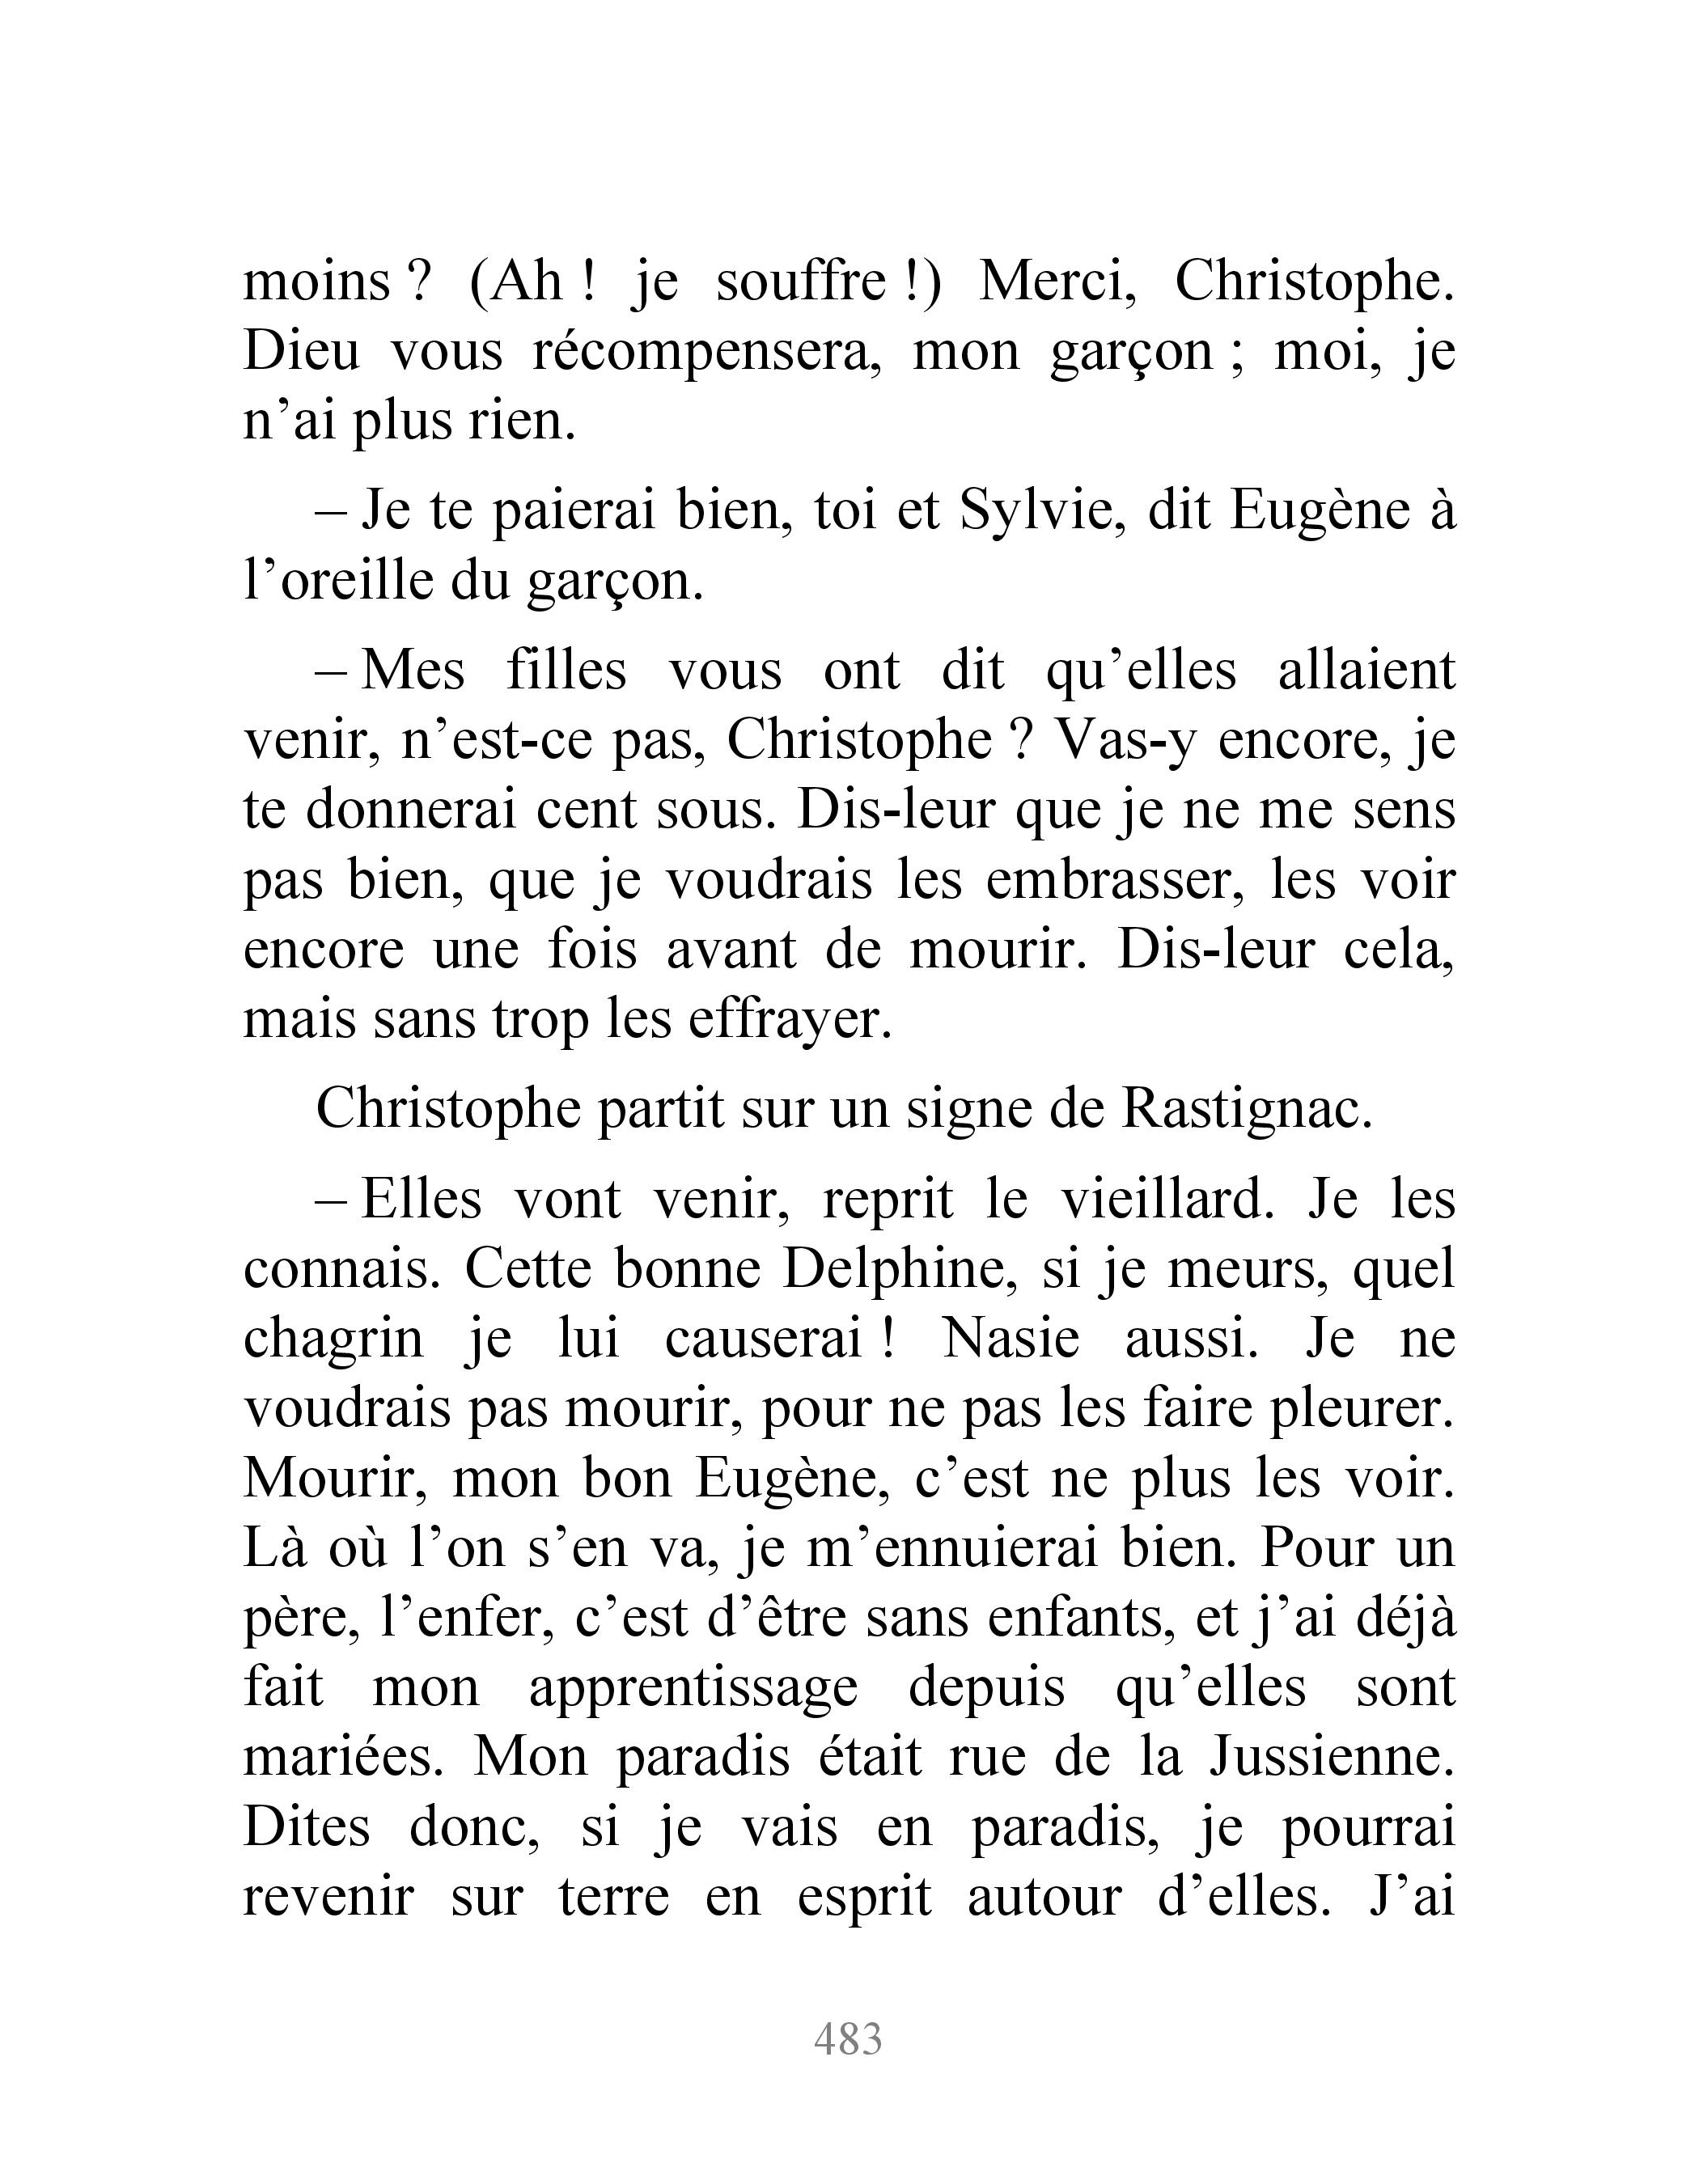 moins ? (Ah ! je souffre !) Merci, Christophe.
Dieu vous récompensera, mon garçon ; moi, je
n’ai plus rien.
– Je te paierai bien, toi et Sylvie, dit Eugène à
l’oreille du garçon.
– Mes filles vous ont dit qu’elles allaient
venir, n’est-ce pas, Christophe ? Vas-y encore, je
te donnerai cent sous. Dis-leur que je ne me sens
pas bien, que je voudrais les embrasser, les voir
encore une fois avant de mourir. Dis-leur cela,
mais sans trop les effrayer.
Christophe partit sur un signe de Rastignac.
– Elles vont venir, reprit le vieillard. Je les
connais. Cette bonne Delphine, si je meurs, quel
chagrin je lui causerai ! Nasie aussi. Je ne
voudrais pas mourir, pour ne pas les faire pleurer.
Mourir, mon bon Eugène, c’est ne plus les voir.
Là où l’on s’en va, je m’ennuierai bien. Pour un
père, l’enfer, c’est d’être sans enfants, et j’ai déjà
fait mon apprentissage depuis qu’elles sont
mariées. Mon paradis était rue de la Jussienne.
Dites donc, si je vais en paradis, je pourrai
revenir sur terre en esprit autour d’elles. J’ai
483